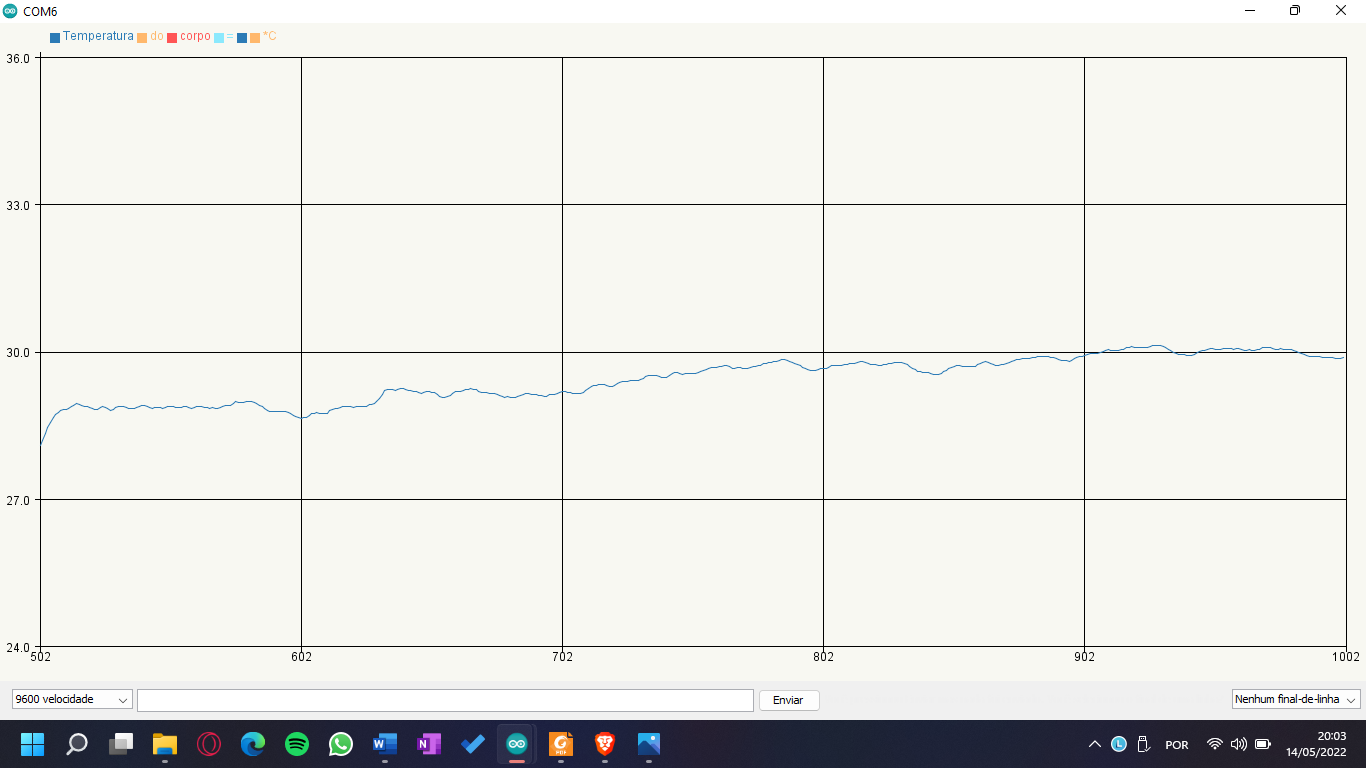 COM6
Temperatura do corpo = *C
36.0
33.0
30.0
27.0
24.0
502 602 702 802 902 1002
9600 velocidade Enviar Nenhum final-de-linha
W N PDF L POR 20:03
14/05/2022